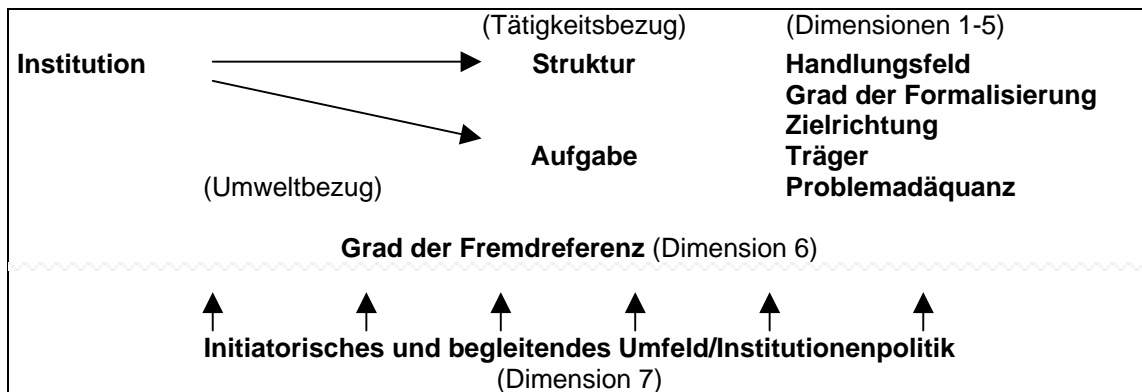 (Tätigkeitsbezug) (Dimensionen 1-5)
Institution Struktur Handlungsfeld
Grad der Formalisierung
Zielrichtung
Aufgabe Träger
(Umweltbezug) Problemadäquanz
Grad der Fremdreferenz (Dimension 6)
Initiatorisches und begleitendes Umfeld/Institutionenpolitik
(Dimension 7)